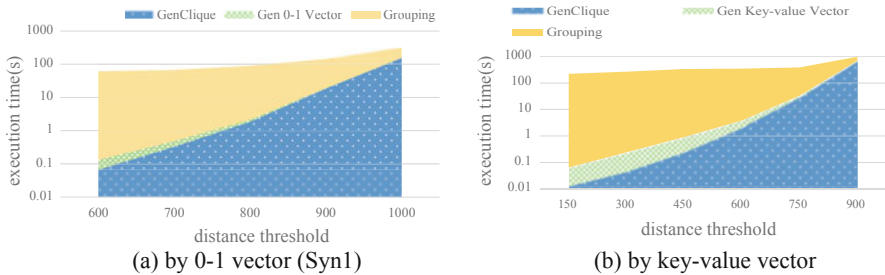 GenClique Gen 0-1 Vector Grouping
1000
100
10
1
0.1
0.01
execution time(s)
600 700 800 900 1000
distance threshold
(a) by 0-1 vector (Syn1)
GenClique Gen Key-value Vector
Grouping
1000
100
10
1
0.1
0.01
execution time(s)
150 300 450 600 750 900
distance threshold
(b) by key-value vector